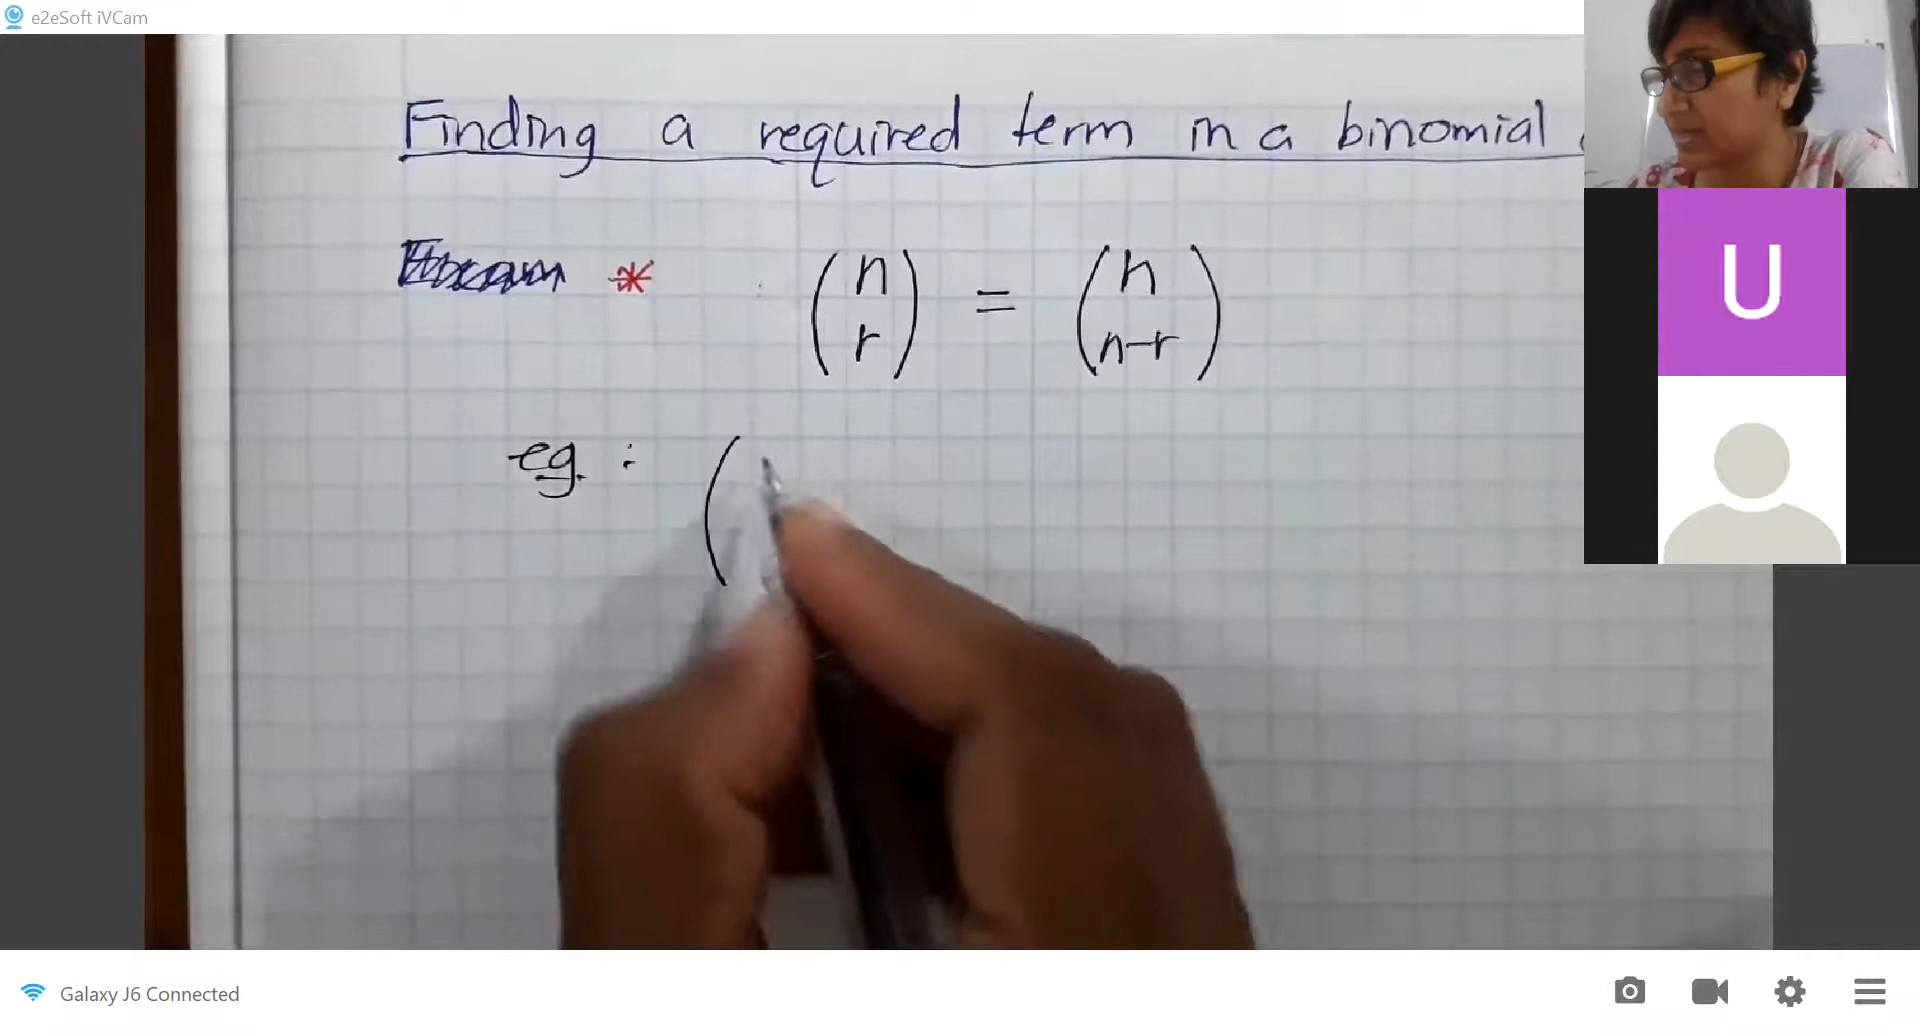 e2eSoft iVCam
Finding a required term in a binomial
* (n r) = (n n-r)
eg. : (
U
Galaxy J6 Connected